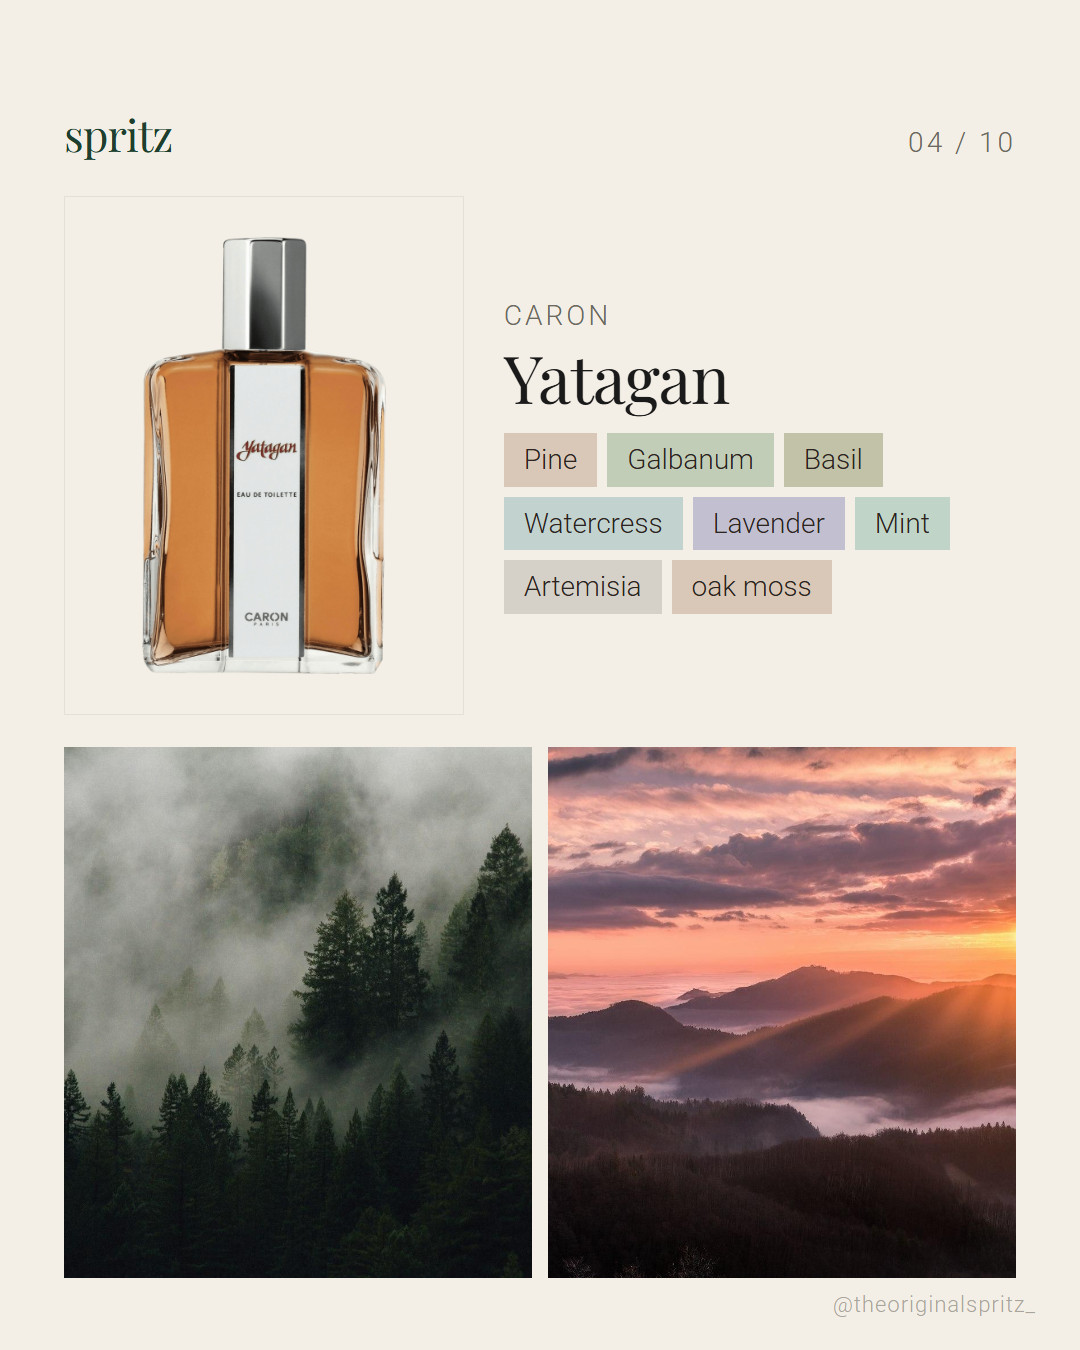 spritz
04 / 10
CARON
Yatagan
Pine
Galbanum
Basil
Watercress
Lavender
Mint
Artemisia
oak moss
Yatagan
EAU DE TOILETTE
CARON
PARIS
@theoriginalspritz_